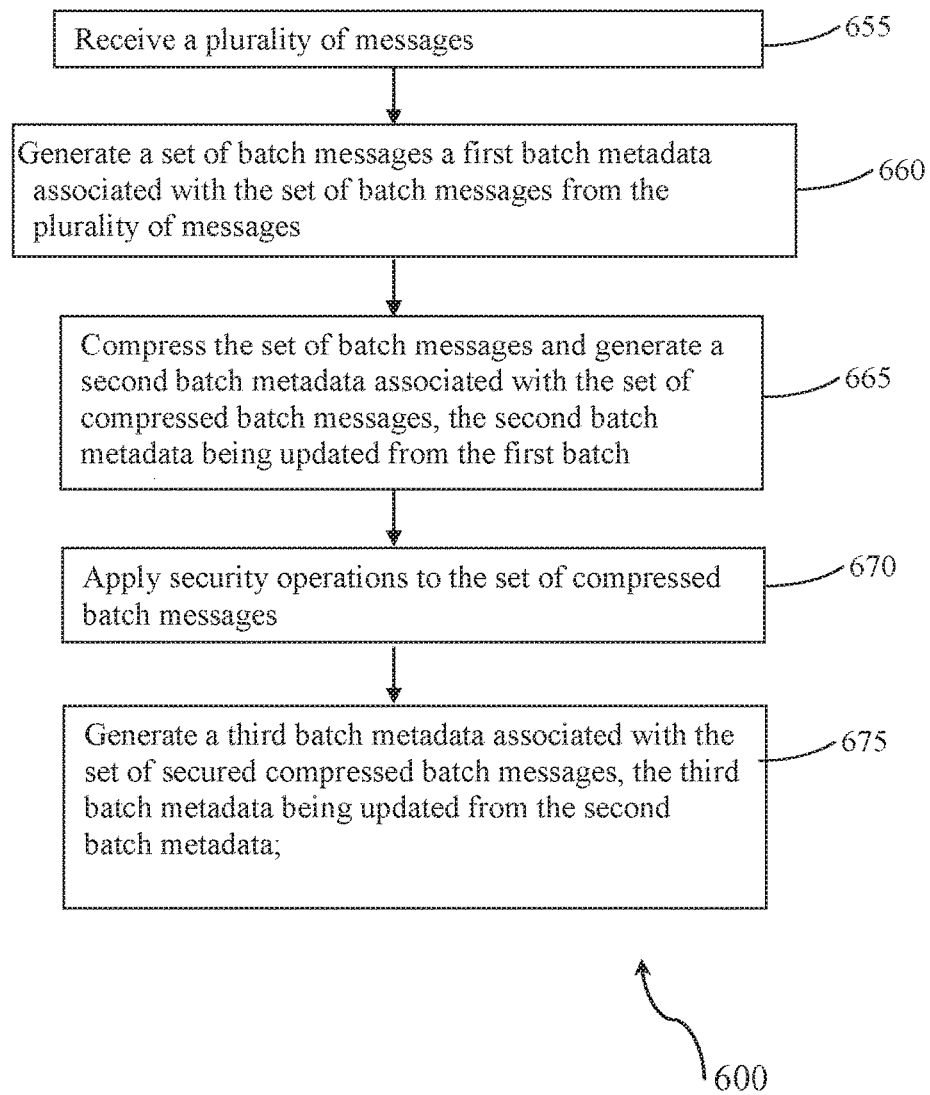 Receive a plurality of messages
655
Generate a set of batch messages a first batch metadata
associated with the set of batch messages from the
plurality of messages
660
Compress the set of batch messages and generate a
second batch metadata associated with the set of
compressed batch messages, the second batch
metadata being updated from the first batch
665
Apply security operations to the set of compressed
batch messages
670
Generate a third batch metadata associated with the
set of secured compressed batch messages, the third
batch metadata being updated from the second
batch metadata;
675
600